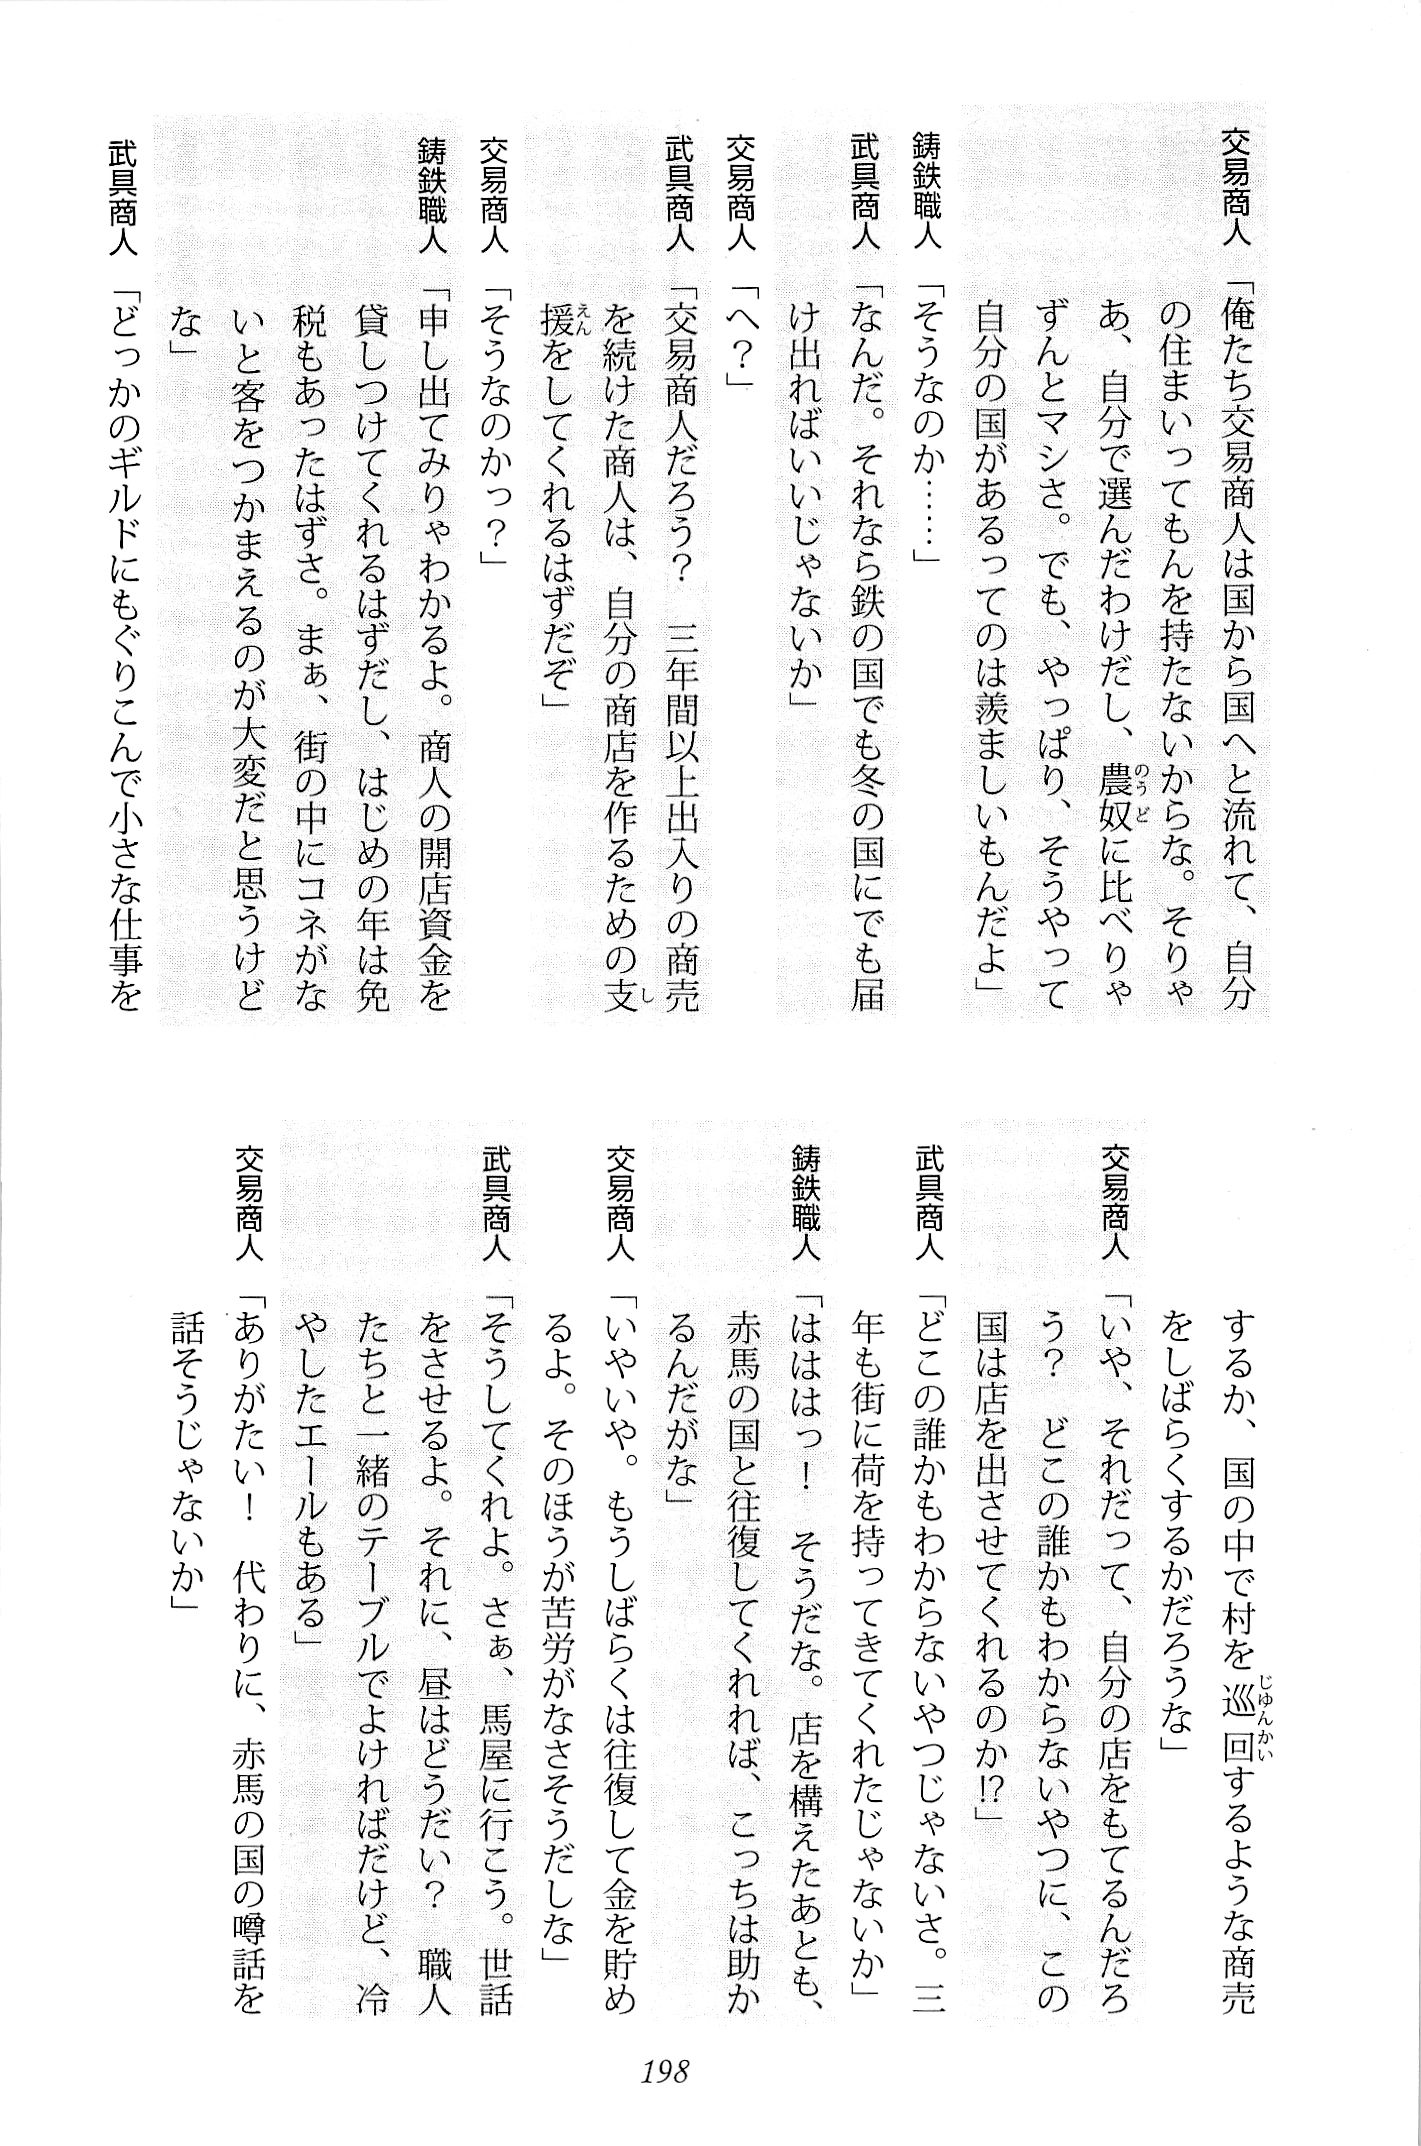 交易商人「俺たち交易商人は国から国へと流れて、自分
の住まいってもんを持たないからな。そりゃ
あ、自分で選んだわけだし、農奴に比べりゃ
ずんとマシさ。でも、やっぱり、そうやって
自分の国があるってのは羨ましいもんだよ」
鋳鉄職人「そうなのか……」
武具商人「なんだ。それなら鉄の国でも冬の国にでも届
け出ればいいじゃないか」
交易商人「へ？」
武具商人「交易商人だろう？　三年間以上出入りの商売
を続けた商人は、自分の商店を作るための支
援をしてくれるはずだぞ」
交易商人「そうなのかっ？」
鋳鉄職人「申し出てみりゃわかるよ。商人の開店資金を
貸しつけてくれるはずだし、はじめの年は免
税もあったはずさ。まぁ、街の中にコネがな
いと客をつかまえるのが大変だと思うけど
な」
武具商人「どっかのギルドにもぐりこんで小さな仕事を
するか、国の中で村を巡回するような商売
をしばらくするかだろうな」
交易商人「いや、それだって、自分の店をもてるんだろ
う？　どこの誰かもわからないやつに、この
国は店を出させてくれるのか!?」
武具商人「どこの誰かもわからないやつじゃないさ。三
年も街に荷を持ってきてくれたじゃないか」
鋳鉄職人「はははっ！　そうだな。店を構えたあとも、
赤馬の国と往復してくれれば、こっちは助か
るんだがな」
交易商人「いやいや。もうしばらくは往復して金を貯め
るよ。そのほうが苦労がなさそうだしな」
武具商人「そうしてくれよ。さぁ、馬屋に行こう。世話
をさせるよ。それに、昼はどうだい？　職人
たちと一緒のテーブルでよければだけど、冷
やしたエールもある」
交易商人「ありがたい！　代わりに、赤馬の国の噂話を
話そうじゃないか」
198